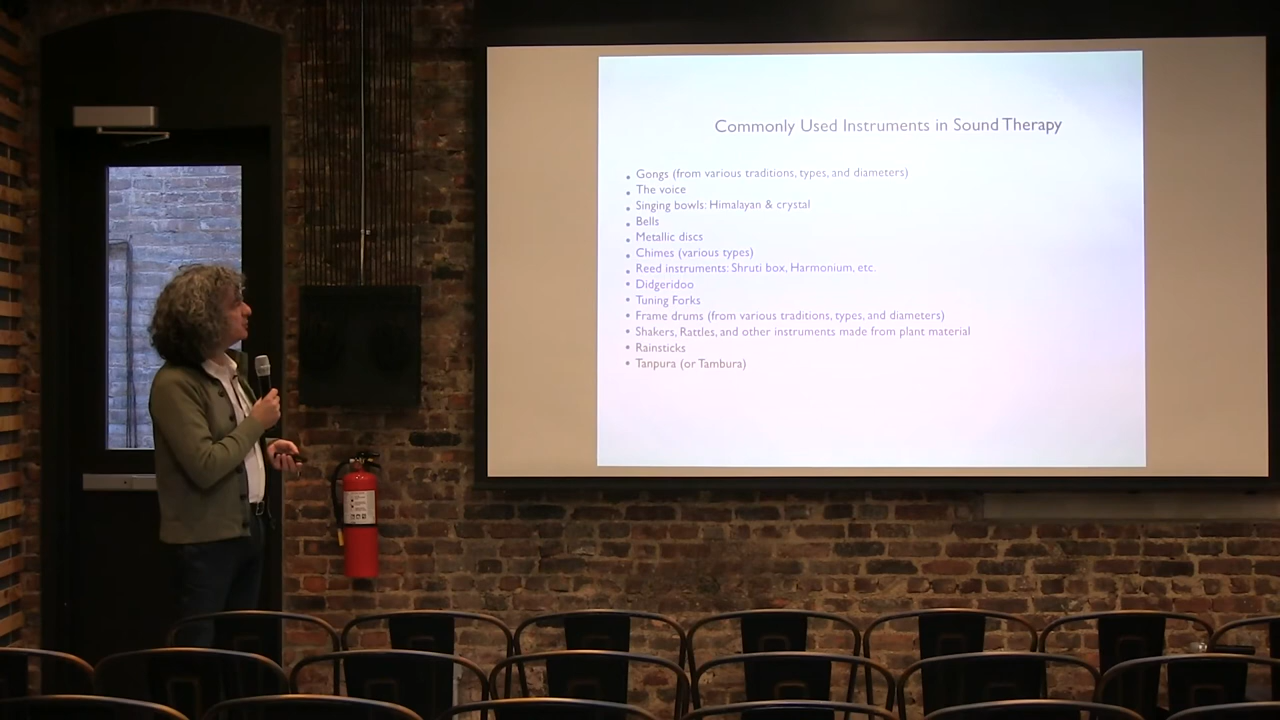 Commonly Used Instruments in Sound Therapy
• Gongs (from various traditions, types, and diameters)
• The voice
• Singing bowls: Himalayan & crystal
• Bells
• Metallic discs
• Chimes (various types)
• Reed instruments: Shruti box, Harmonium, etc.
• Didgeridoo
• Tuning Forks
• Frame drums (from various traditions, types, and diameters)
• Shakers, Rattles, and other instruments made from plant material
• Rainsticks
• Tanpura (or Tambura)